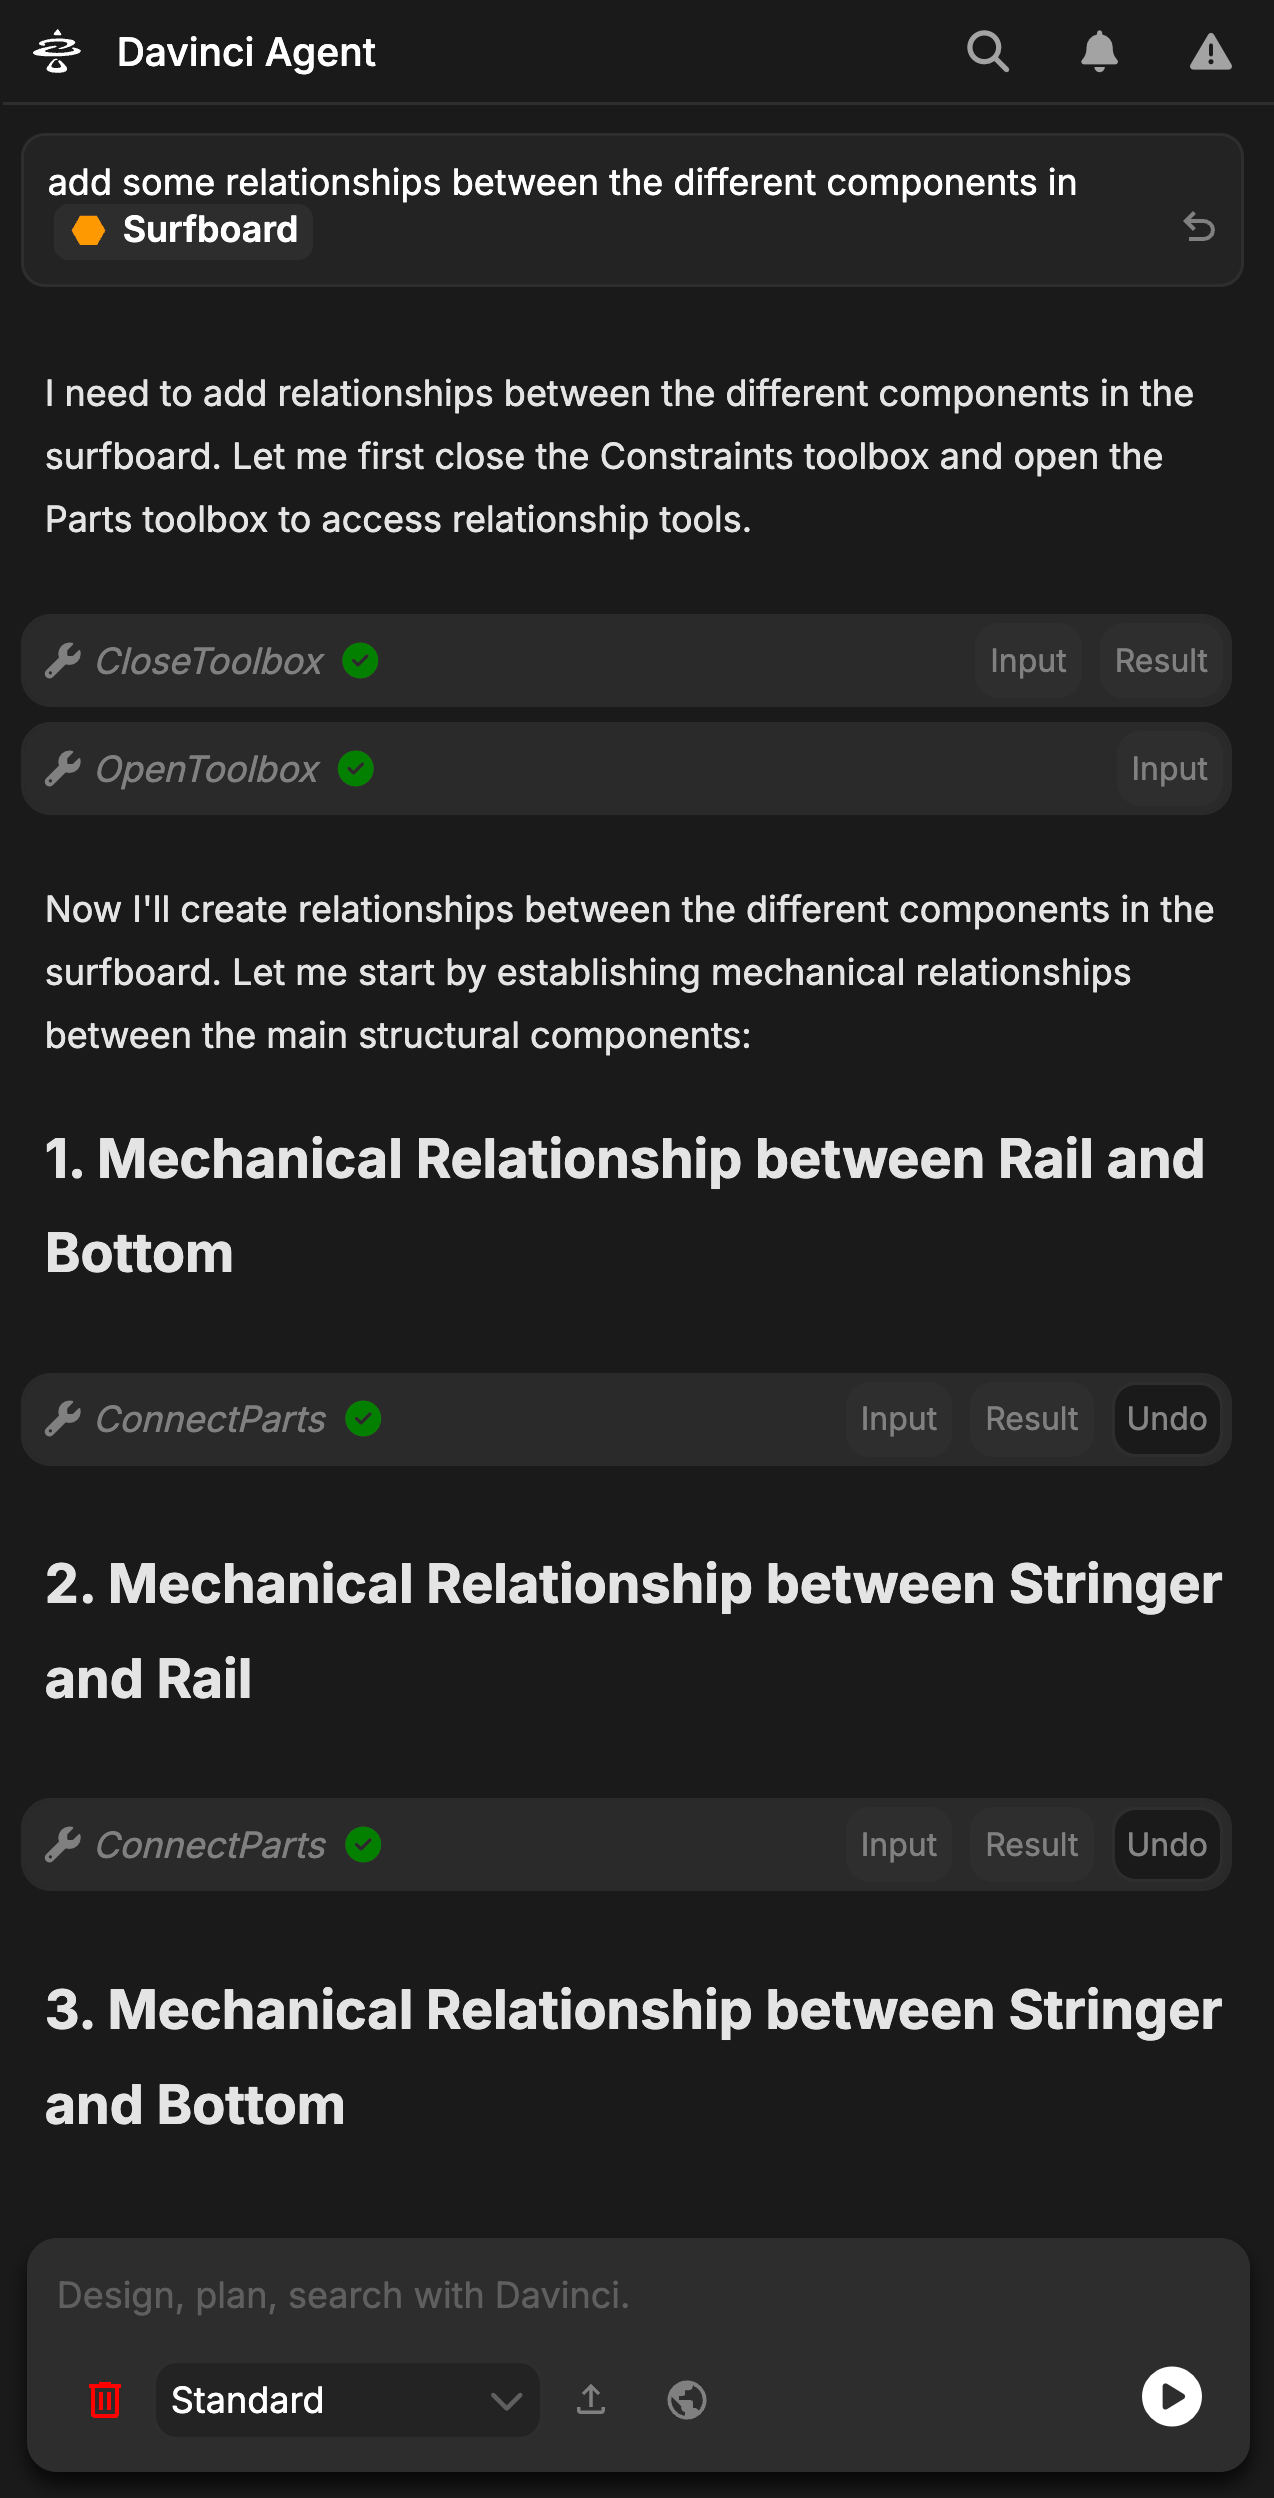 Davinci Agent
add some relationships between the different components in
Surfboard
I need to add relationships between the different components in the
surfboard. Let me first close the Constraints toolbox and open the
Parts toolbox to access relationship tools.
CloseToolbox Input Result
OpenToolbox Input
Now I'll create relationships between the different components in the
surfboard. Let me start by establishing mechanical relationships
between the main structural components:
1. Mechanical Relationship between Rail and
Bottom
ConnectParts Input Result Undo
2. Mechanical Relationship between Stringer
and Rail
ConnectParts Input Result Undo
3. Mechanical Relationship between Stringer
and Bottom
Design, plan, search with Davinci.
Standard